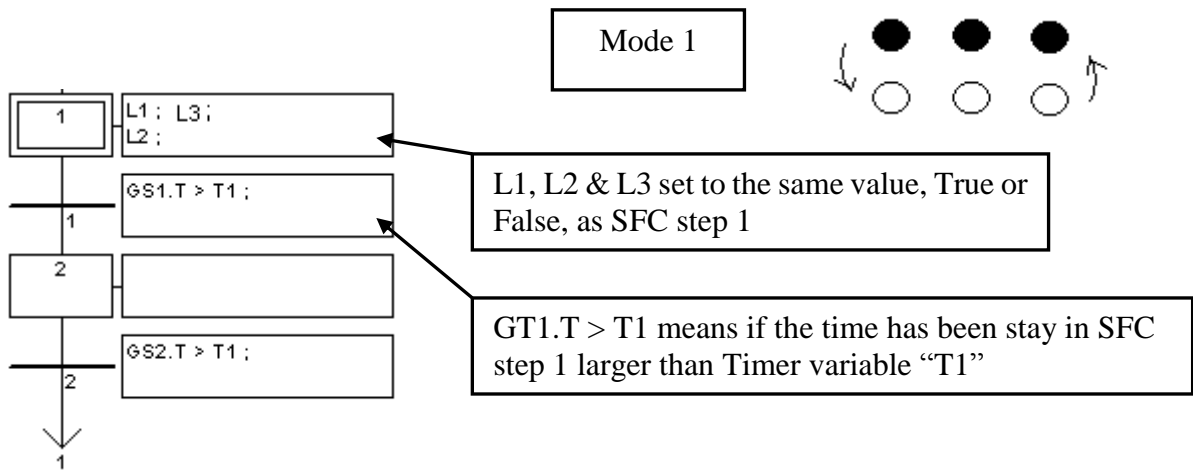 Mode 1
1
L1 ; L3 ;
L2 ;
L1, L2 & L3 set to the same value, True or
False, as SFC step 1
GS1.T > T1 ;
1
2
GT1.T > T1 means if the time has been stay in SFC
step 1 larger than Timer variable “T1”
GS2.T > T1 ;
2
1